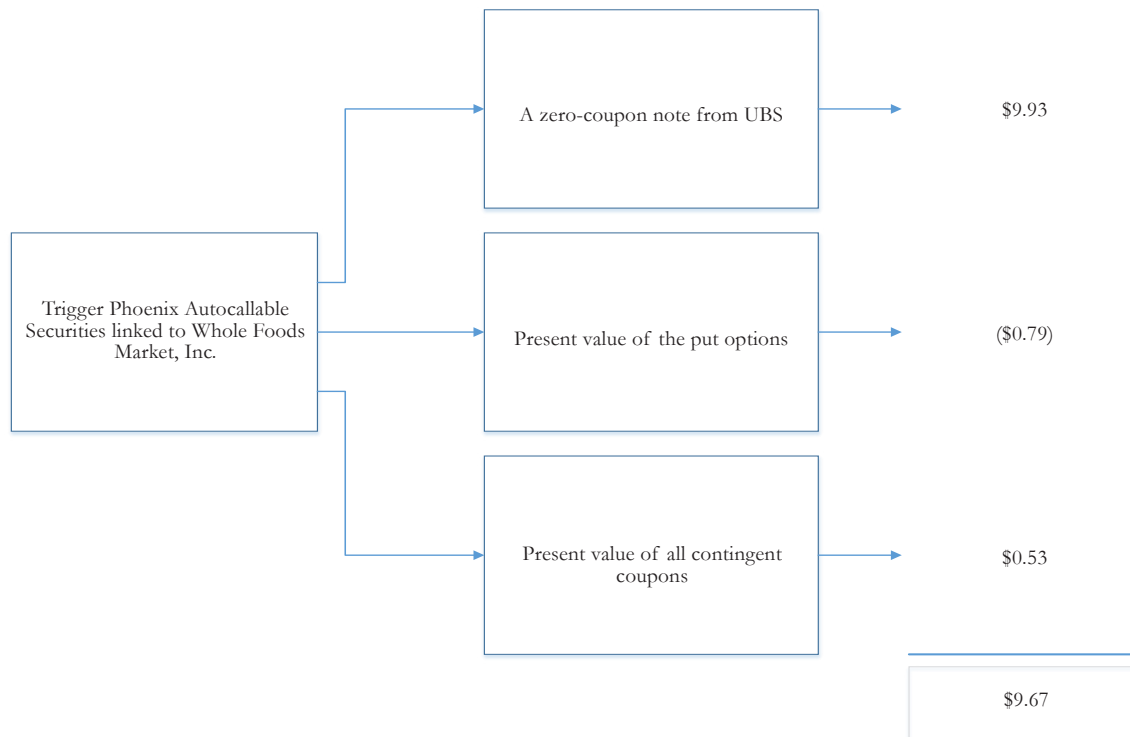 A zero-coupon note from UBS
$9.93
Trigger Phoenix Autocallable
Securities linked to Whole Foods
Market, Inc.
Present value of the put options
($0.79)
Present value of all contingent
coupons
$0.53
$9.67